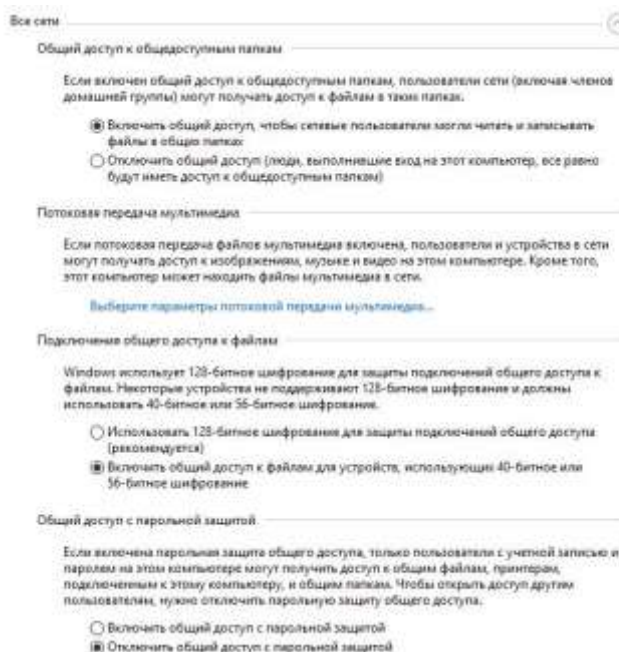 Все сети
Общий доступ к общедоступным папкам
Если включен общий доступ к общедоступным папкам, пользователи сети (включая членов
домашней группы) могут получать доступ к файлам в таких папках.
Включить общий доступ, чтобы сетевые пользователи могли читать и записывать
файлы в общих папках
Отключить общий доступ (люди, выполнившие вход на этот компьютер, все равно
будут иметь доступ к общедоступным папкам)
Потоковая передача мультимедиа
Если потоковая передача файлов мультимедиа включена, пользователи и устройства в сети
могут получать доступ к изображениям, музыке и видео на этом компьютере. Кроме того,
этот компьютер может находить файлы мультимедиа в сети.
Выберите параметры потоковой передачи мультимедиа...
Подключения общего доступа к файлам
Windows использует 128-битное шифрование для защиты подключений общего доступа к
файлам. Некоторые устройства не поддерживают 128-битное шифрование и должны
использовать 40-битное или 56-битное шифрование.
Использовать 128-битное шифрование для защиты подключений общего доступа
(рекомендуется)
Включить общий доступ к файлам для устройств, использующих 40-битное или
56-битное шифрование
Общий доступ с парольной защитой
Если включена парольная защита общего доступа, только пользователи с учетной записью и
паролем на этом компьютере могут получить доступ к общим файлам, принтерам,
подключенным к этому компьютеру, и общим папкам. Чтобы открыть доступ другим
пользователям, нужно отключить парольную защиту общего доступа.
Включить общий доступ с парольной защитой
Отключить общий доступ с парольной защитой